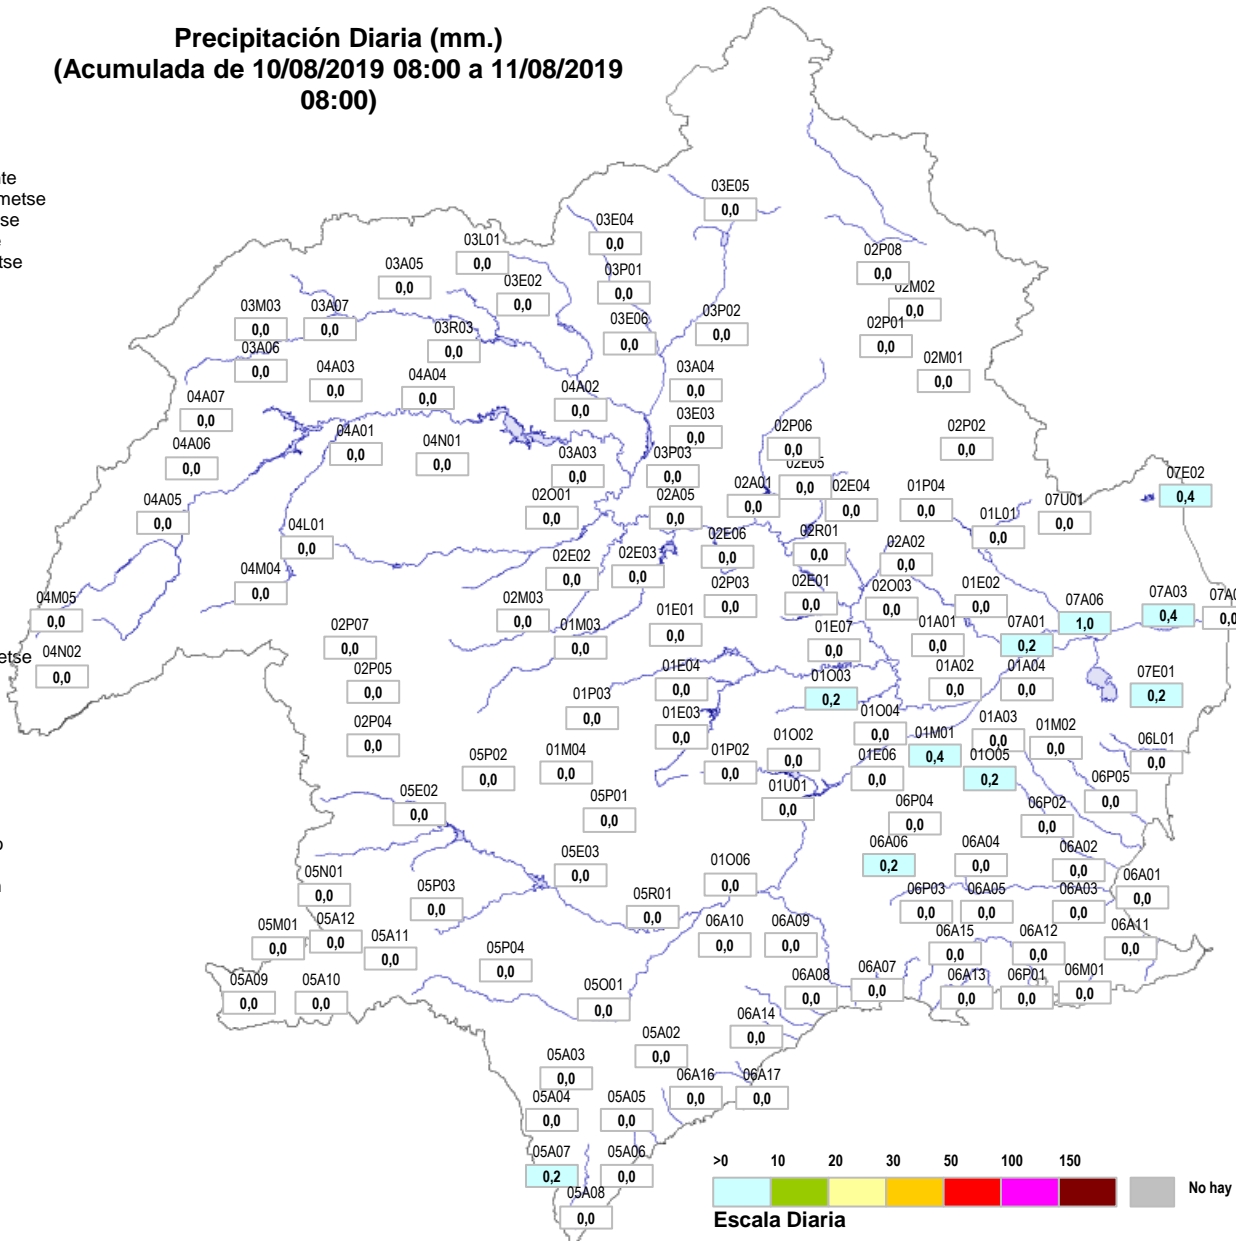 Precipitación Diaria (mm.)
(Acumulada de 10/08/2019 08:00 a 11/08/2019
08:00)
03E05
0,0
03E04
0,0
03L01
0,0
02P08
0,0
03A05
0,0
03P01
0,0
03E02
0,0
02M02
0,0
03M03
0,0
03A07
0,0
03P02
0,0
03E06
0,0
02P01
0,0
03R03
0,0
03A06
0,0
02M01
0,0
04A03
0,0
03A04
0,0
04A04
0,0
04A02
0,0
04A07
0,0
03E03
0,0
04A01
0,0
02P06
0,0
02P02
0,0
04N01
0,0
04A06
0,0
03A03
0,0
03P03
0,0
02E05
0,0
07E02
0,4
02A01
0,0
02E04
0,0
01P04
0,0
04A05
0,0
02O01
0,0
02A05
0,0
07U01
0,0
01L01
0,0
04L01
0,0
02R01
0,0
02E06
0,0
02A02
0,0
02E02
0,0
02E03
0,0
04M04
0,0
02P03
0,0
02E01
0,0
02O03
0,0
01E02
0,0
04M05
0,0
02M03
0,0
07A06
1,0
07A03
0,4
0,0
01E01
0,0
01M03
0,0
02P07
0,0
01E07
0,0
01A01
0,0
07A01
0,2
etse
04N02
0,0
02P05
0,0
01E04
0,0
01O03
0,2
01A02
0,0
01A04
0,0
07E01
0,2
01P03
0,0
01E03
0,0
02P04
0,0
01O04
0,0
01A03
0,0
01M02
0,0
01M01
0,4
06L01
0,0
05P02
0,0
01M04
0,0
01P02
0,0
01O02
0,0
01E06
0,0
01O05
0,2
05E02
0,0
05P01
0,0
01U01
0,0
06P05
0,0
06P04
0,0
06P02
0,0
05E03
0,0
01O06
0,0
06A06
0,2
06A04
0,0
06A02
0,0
05N01
0,0
05P03
0,0
05R01
0,0
06P03
0,0
06A05
0,0
06A03
0,0
06A01
0,0
05M01
0,0
05A12
0,0
05A11
0,0
06A10
0,0
06A09
0,0
06A15
0,0
06A12
0,0
06A11
0,0
05P04
0,0
05A09
0,0
05A10
0,0
05O01
0,0
06A08
0,0
06A07
0,0
06A13
0,0
06P01
0,0
06M01
0,0
06A14
0,0
05A02
0,0
05A03
0,0
06A16
0,0
06A17
0,0
05A04
0,0
05A05
0,0
05A07
0,2
05A06
0,0
05A08
0,0
>0 10 20 30 50 100 150
No hay
Escala Diaria